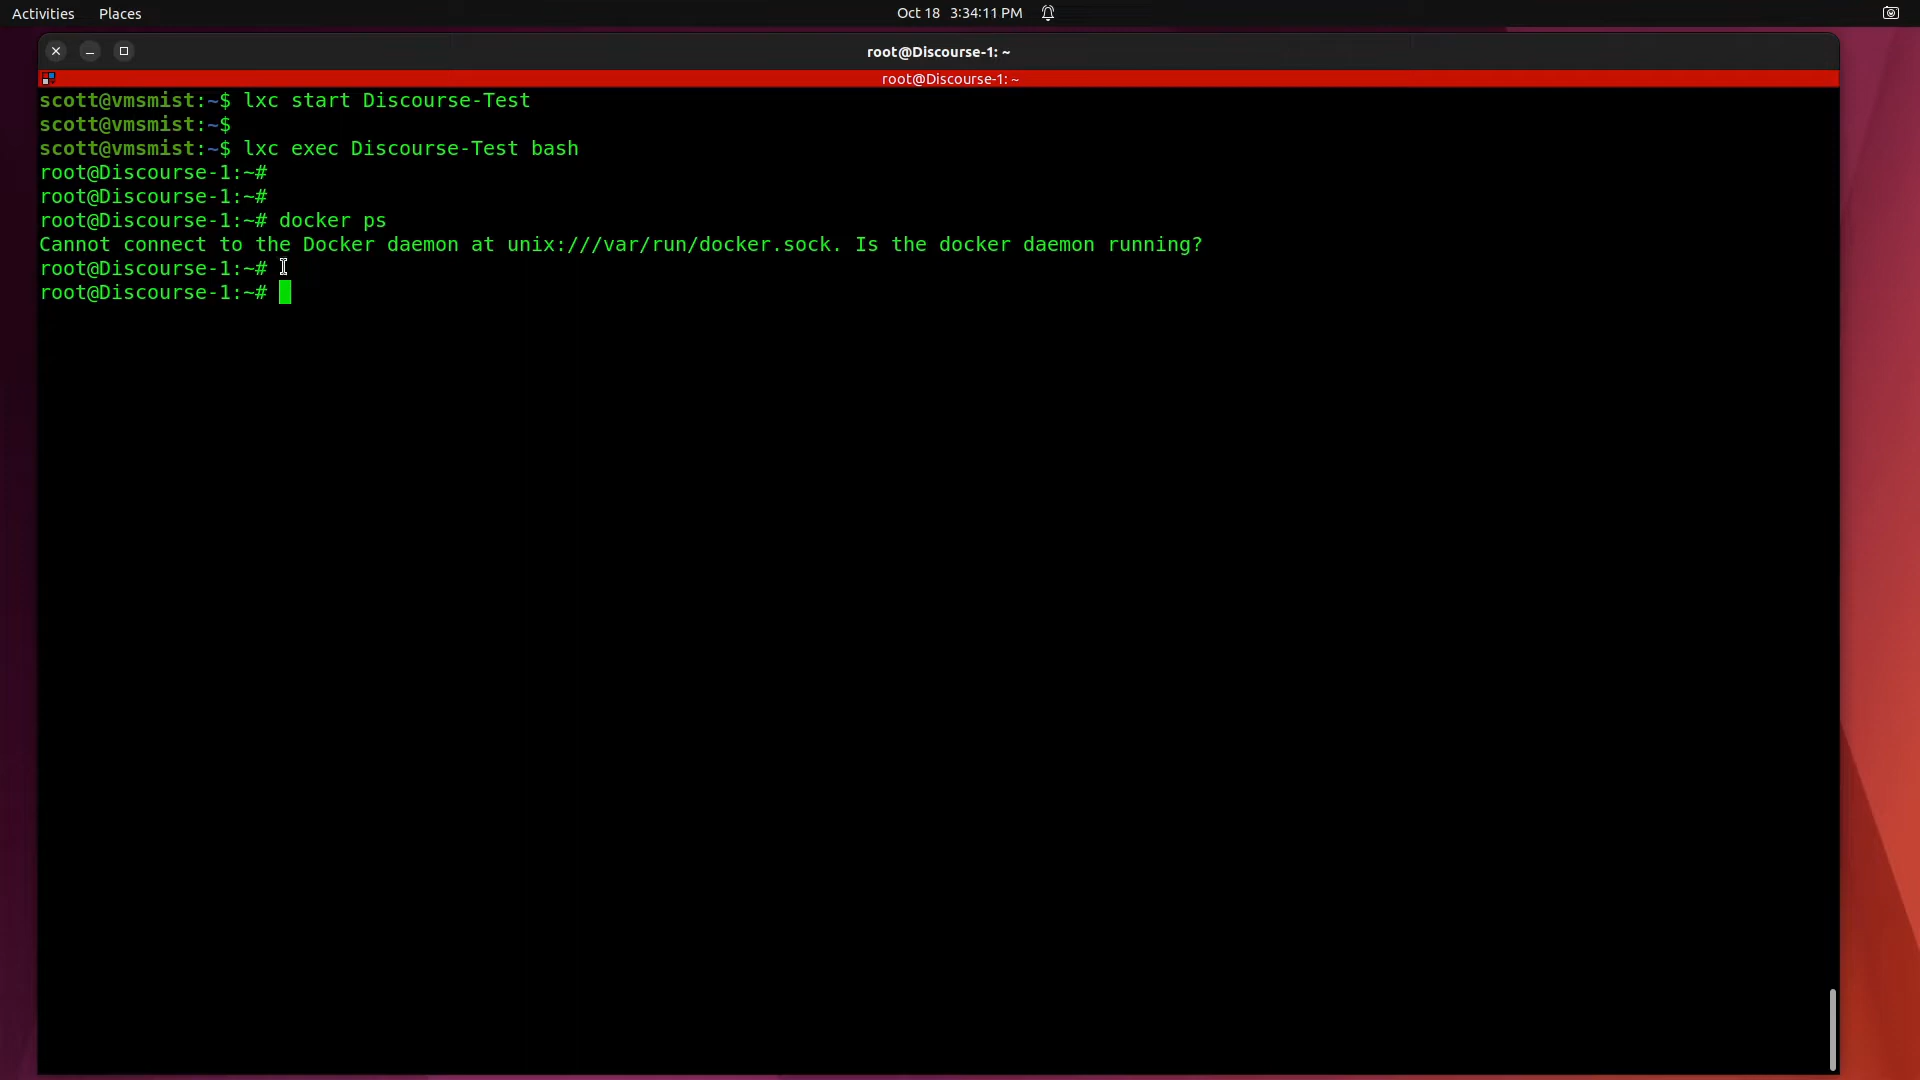 Activities Places Oct 18 3:34:11 PM
root@Discourse-1: ~
root@Discourse-1: ~
scott@vmsmist:~$ lxc start Discourse-Test
scott@vmsmist:~$
scott@vmsmist:~$ lxc exec Discourse-Test bash
root@Discourse-1:~#
root@Discourse-1:~#
root@Discourse-1:~# docker ps
Cannot connect to the Docker daemon at unix:///var/run/docker.sock. Is the docker daemon running?
root@Discourse-1:~#
root@Discourse-1:~#